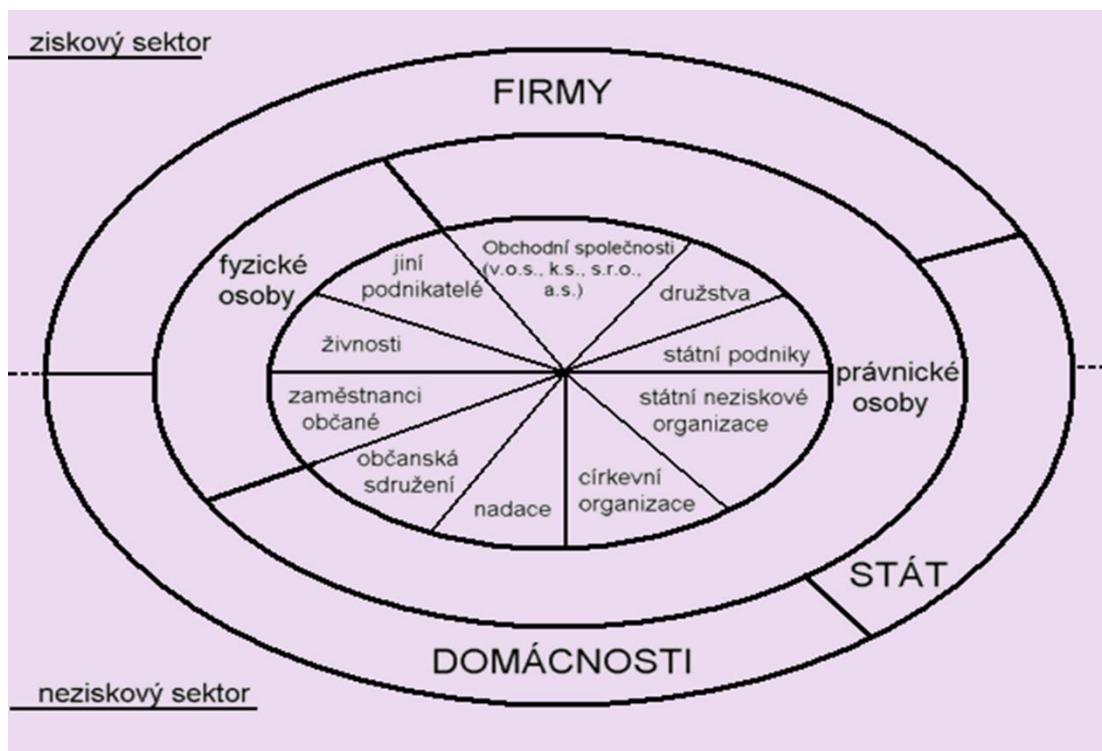 ziskový sektor
FIRMY
fyzické
osoby
jiní
podnikatelé
Obchodní společnosti
(v.o.s., k.s., s.r.o.,
a.s.)
družstva
živnosti
státní podniky
právnické
osoby
zaměstnanci
občané
státní neziskové
organizace
občanská
sdružení
nadace
církevní
organizace
STÁT
DOMÁCNOSTI
neziskový sektor